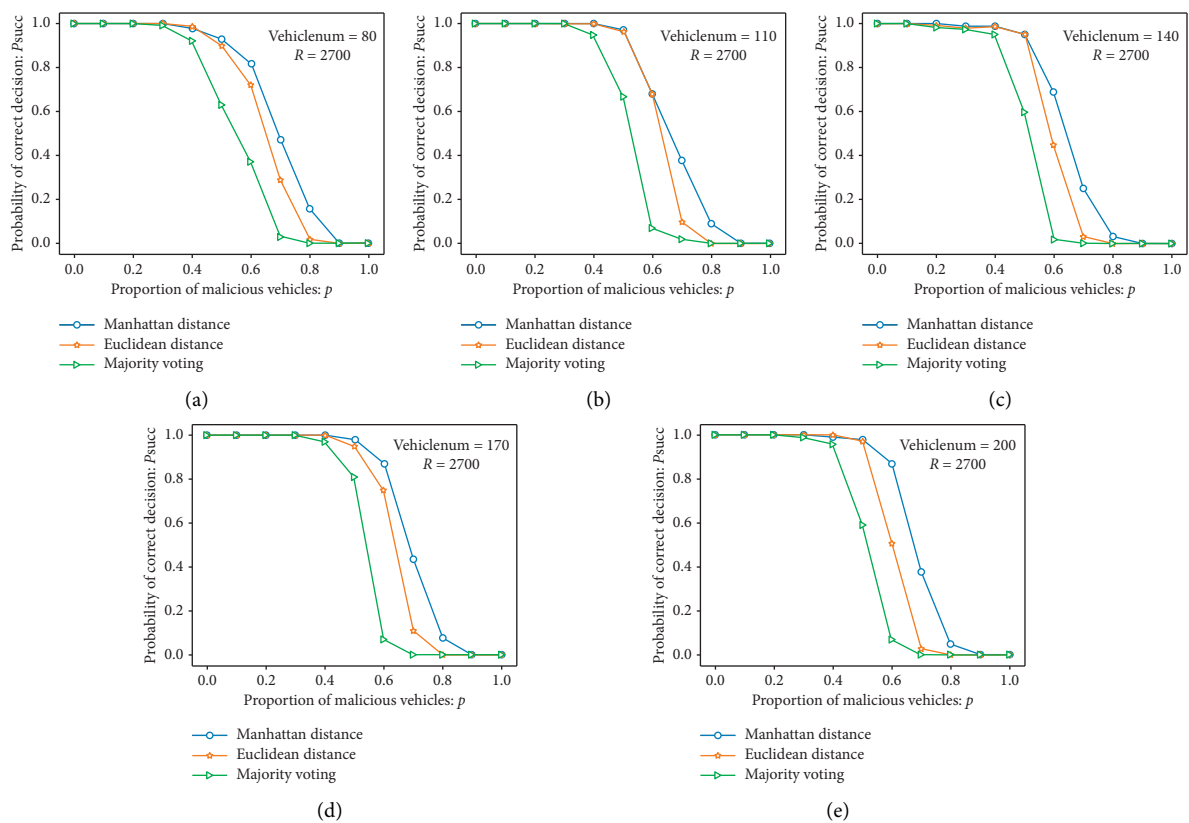 Probability of correct decision: Psucc
1.0
0.8
0.6
0.4
0.2
0.0
Vehiclenum = 80
R = 2700
0.0 0.2 0.4 0.6 0.8 1.0
Proportion of malicious vehicles: p
Manhattan distance
Euclidean distance
Majority voting
(a)
Probability of correct decision: Psucc
1.0
0.8
0.6
0.4
0.2
0.0
Vehiclenum = 110
R = 2700
0.0 0.2 0.4 0.6 0.8 1.0
Proportion of malicious vehicles: p
Manhattan distance
Euclidean distance
Majority voting
(b)
Probability of correct decision: Psucc
1.0
0.8
0.6
0.4
0.2
0.0
Vehiclenum = 140
R = 2700
0.0 0.2 0.4 0.6 0.8 1.0
Proportion of malicious vehicles: p
Manhattan distance
Euclidean distance
Majority voting
(c)
Probability of correct decision: Psucc
1.0
0.8
0.6
0.4
0.2
0.0
Vehiclenum = 170
R = 2700
0.0 0.2 0.4 0.6 0.8 1.0
Proportion of malicious vehicles: p
Manhattan distance
Euclidean distance
Majority voting
(d)
Probability of correct decision: Psucc
1.0
0.8
0.6
0.4
0.2
0.0
Vehiclenum = 200
R = 2700
0.0 0.2 0.4 0.6 0.8 1.0
Proportion of malicious vehicles: p
Manhattan distance
Euclidean distance
Majority voting
(e)